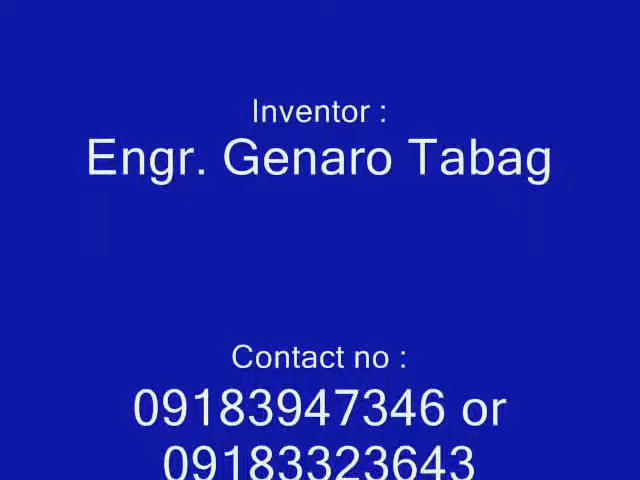 Inventor :
Engr. Genaro Tabag
Contact no :
09183947346 or
09183323643